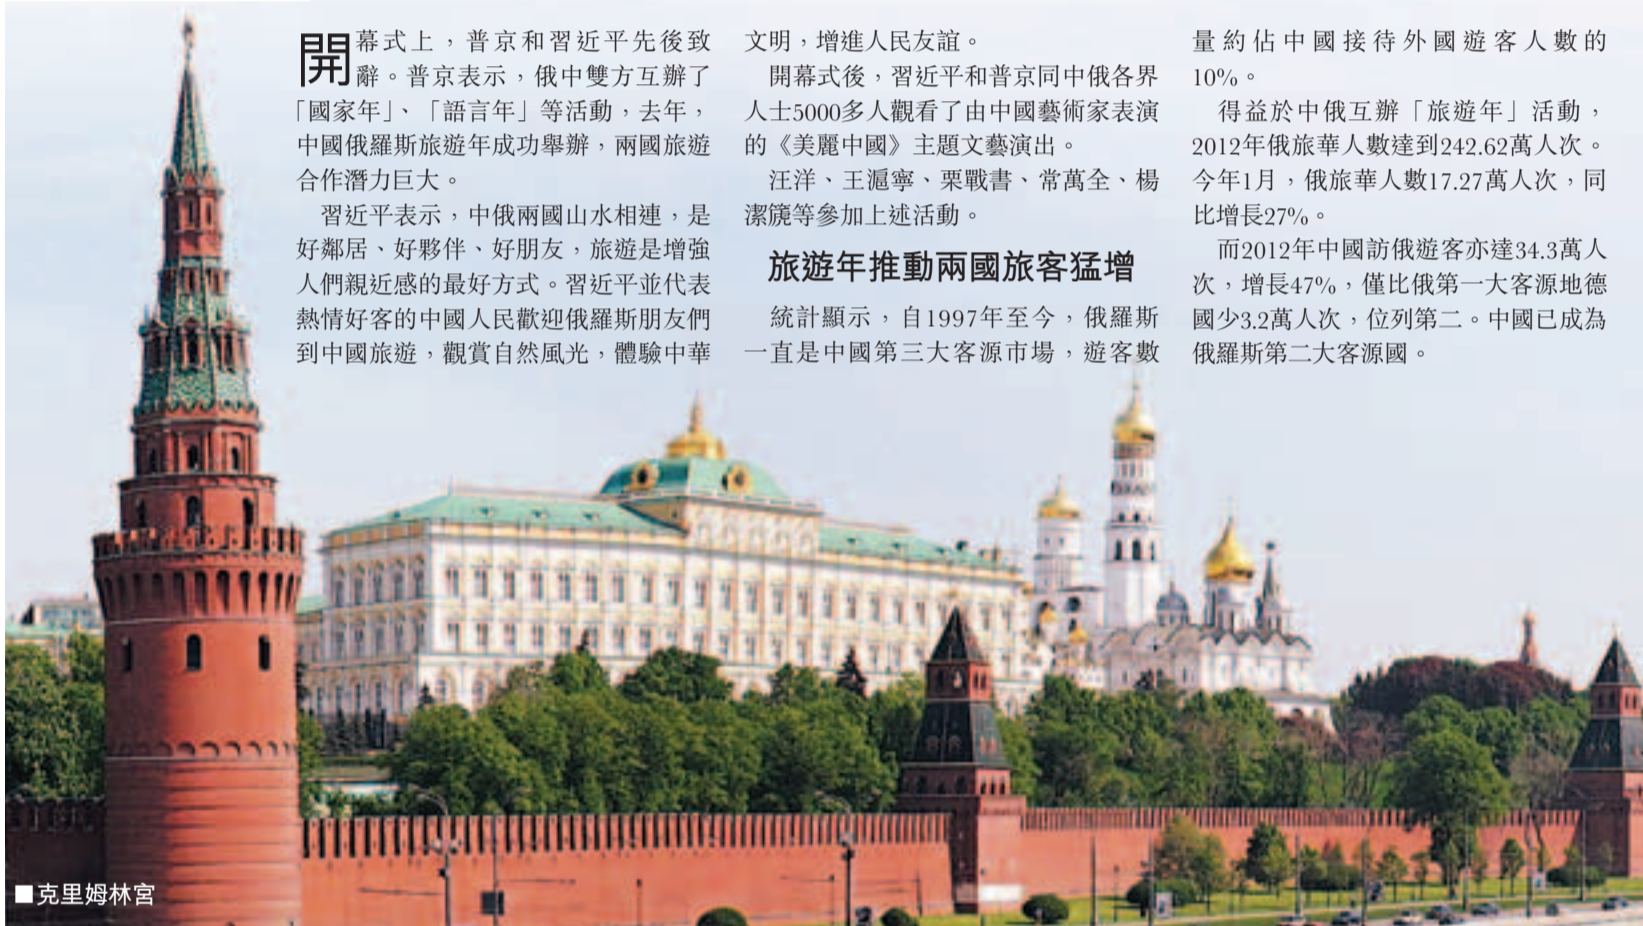 開幕式上，普京和習近平先後致
辭。普京表示，俄中雙方互辦了
「國家年」、「語言年」等活動，去年，
中國俄羅斯旅遊年成功舉辦，兩國旅遊
合作潛力巨大。
習近平表示，中俄兩國山水相連，是
好鄰居、好夥伴、好朋友，旅遊是增強
人們親近感的最好方式。習近平並代表
熱情好客的中國人民歡迎俄羅斯朋友們
到中國旅遊，觀賞自然風光，體驗中華
文明，增進人民友誼。
開幕式後，習近平和普京同中俄各界
人士5000多人觀看了由中國藝術家表演
的《美麗中國》主題文藝演出。
汪洋、王滬寧、栗戰書、常萬全、楊
潔篪等參加上述活動。
旅遊年推動兩國旅客猛增
統計顯示，自1997年至今，俄羅斯
一直是中國第三大客源市場，遊客數
量約佔中國接待外國遊客人數的
10%。
得益於中俄互辦「旅遊年」活動，
2012年俄旅華人數達到242.62萬人次。
今年1月，俄旅華人數17.27萬人次，同
比增長27%。
而2012年中國訪俄遊客亦達34.3萬人
次，增長47%，僅比俄第一大客源地德
國少3.2萬人次，位列第二。中國已成為
俄羅斯第二大客源國。
■克里姆林宮